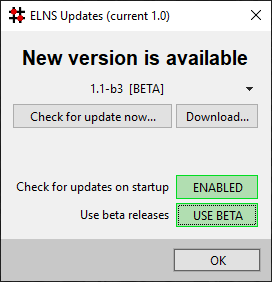 ELNS Updates (current 1.0)
New version is available
1.1-b3 [BETA]
Check for update now... Download...
Check for updates on startup ENABLED
Use beta releases USE BETA
OK